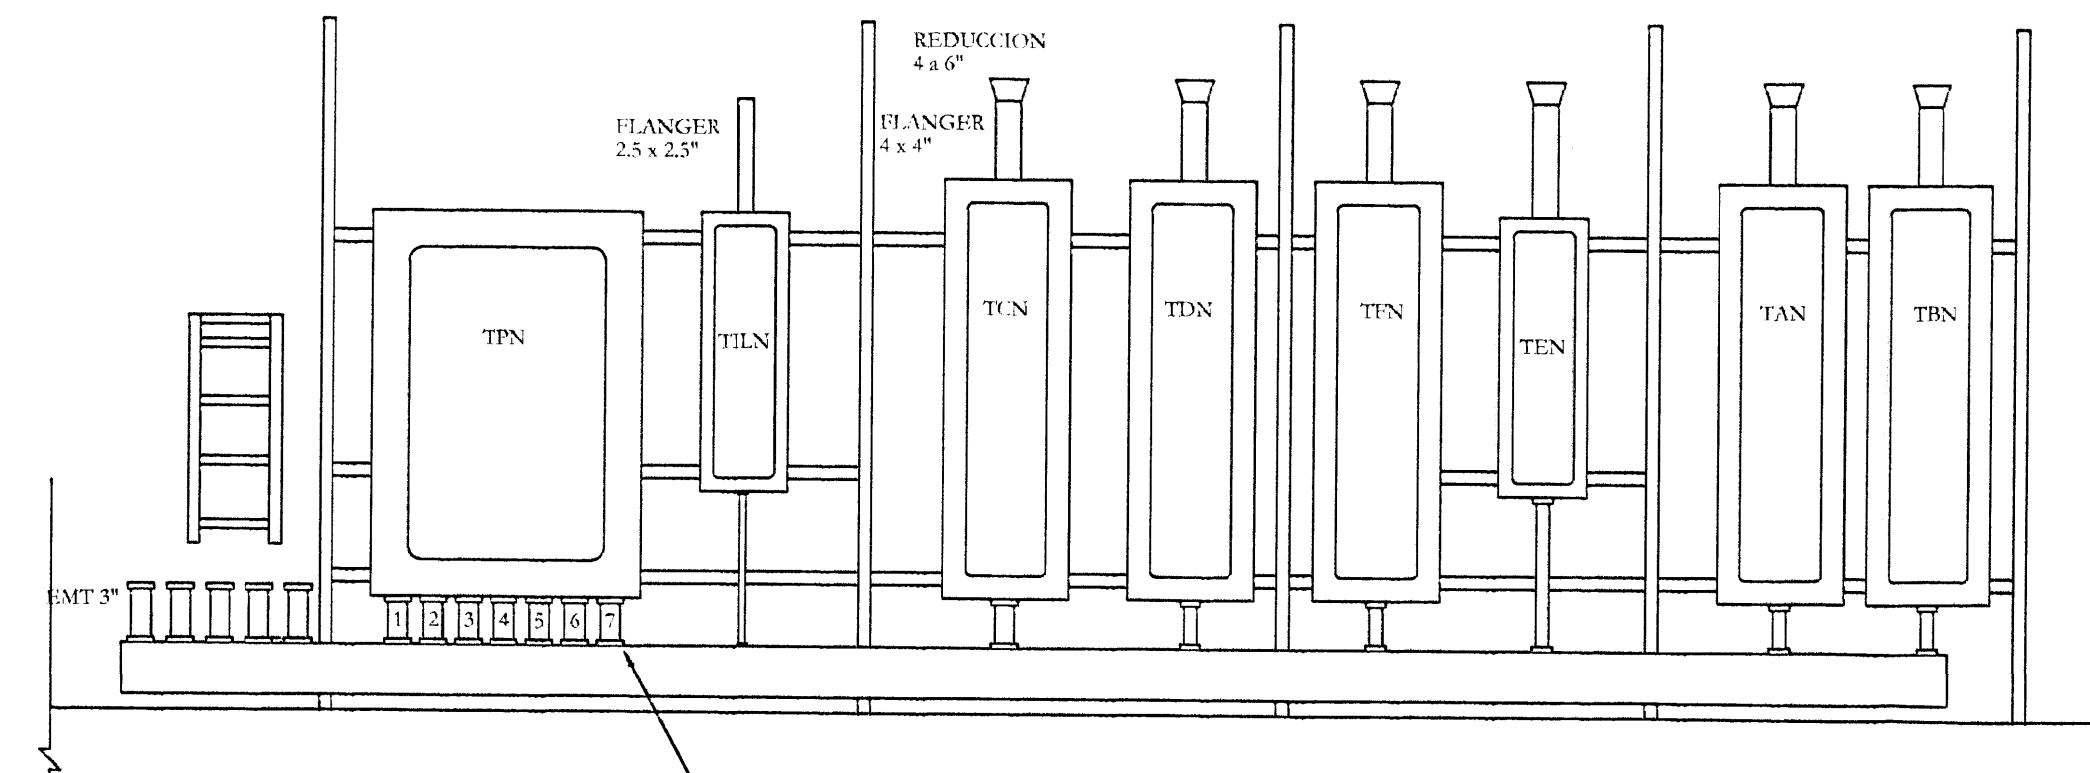 REDUCCION
4 a 6"
FLANGER
2.5 x 2.5"
FLANGER
4 x 4"
TPN
TILN
TCN
TDN
TFN
TEN
TAN
TBN
EMT 3"
1 2 3 4 5 6 7